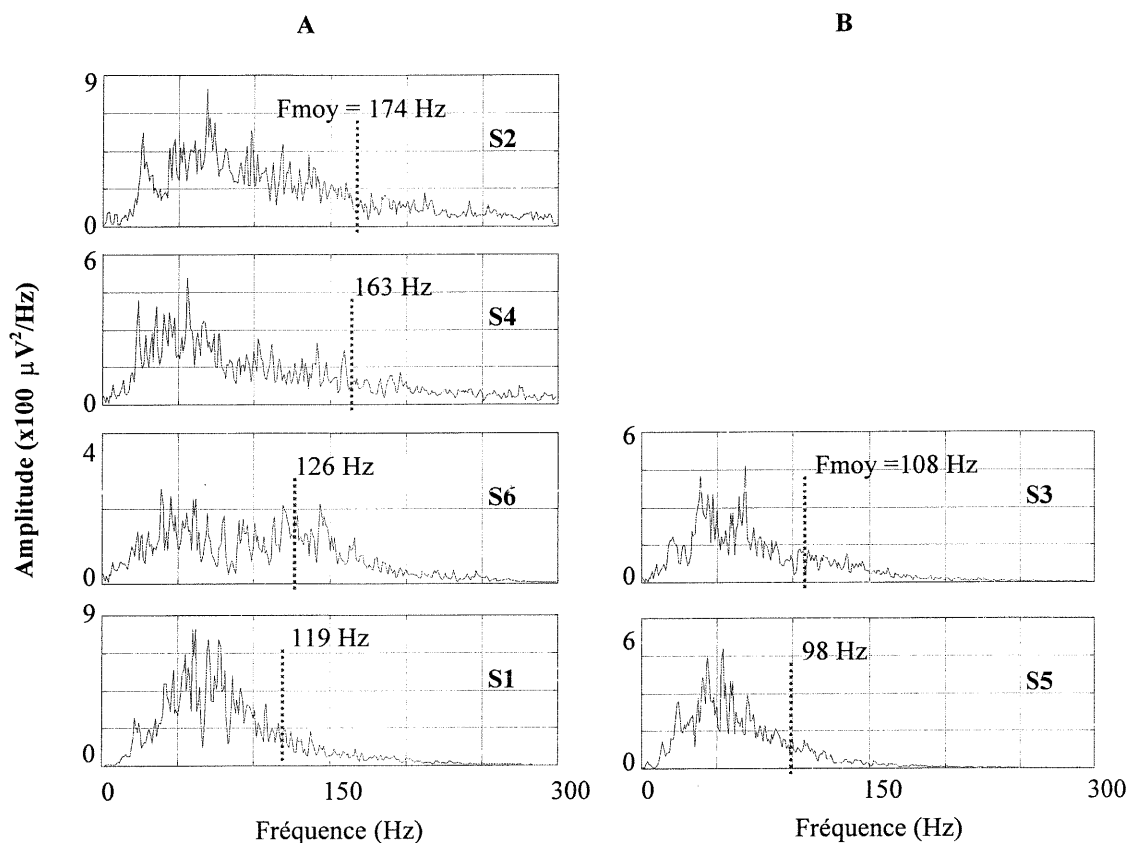 A
B
9
Fmoy = 174 Hz
S2
0
6
163 Hz
S4
0
4
126 Hz
S6
0
9
119 Hz
S1
0
0 150 300
Fréquence (Hz)
Amplitude (x100 µV²/Hz)
6
Fmoy =108 Hz
S3
0
6
98 Hz
S5
0
0 150 300
Fréquence (Hz)